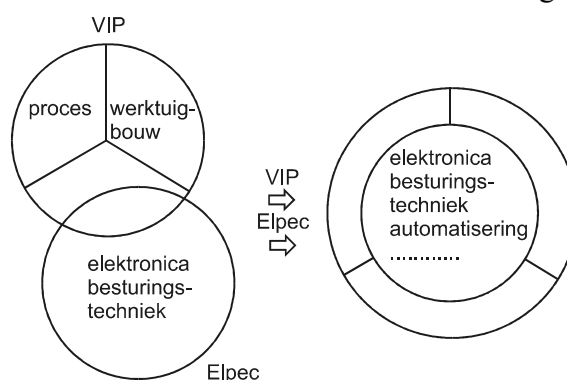 VIP
proces
werktuig-
bouw
elektronica
besturings-
techniek
Elpec
VIP
Elpec
elektronica
besturings-
techniek
automatisering
............